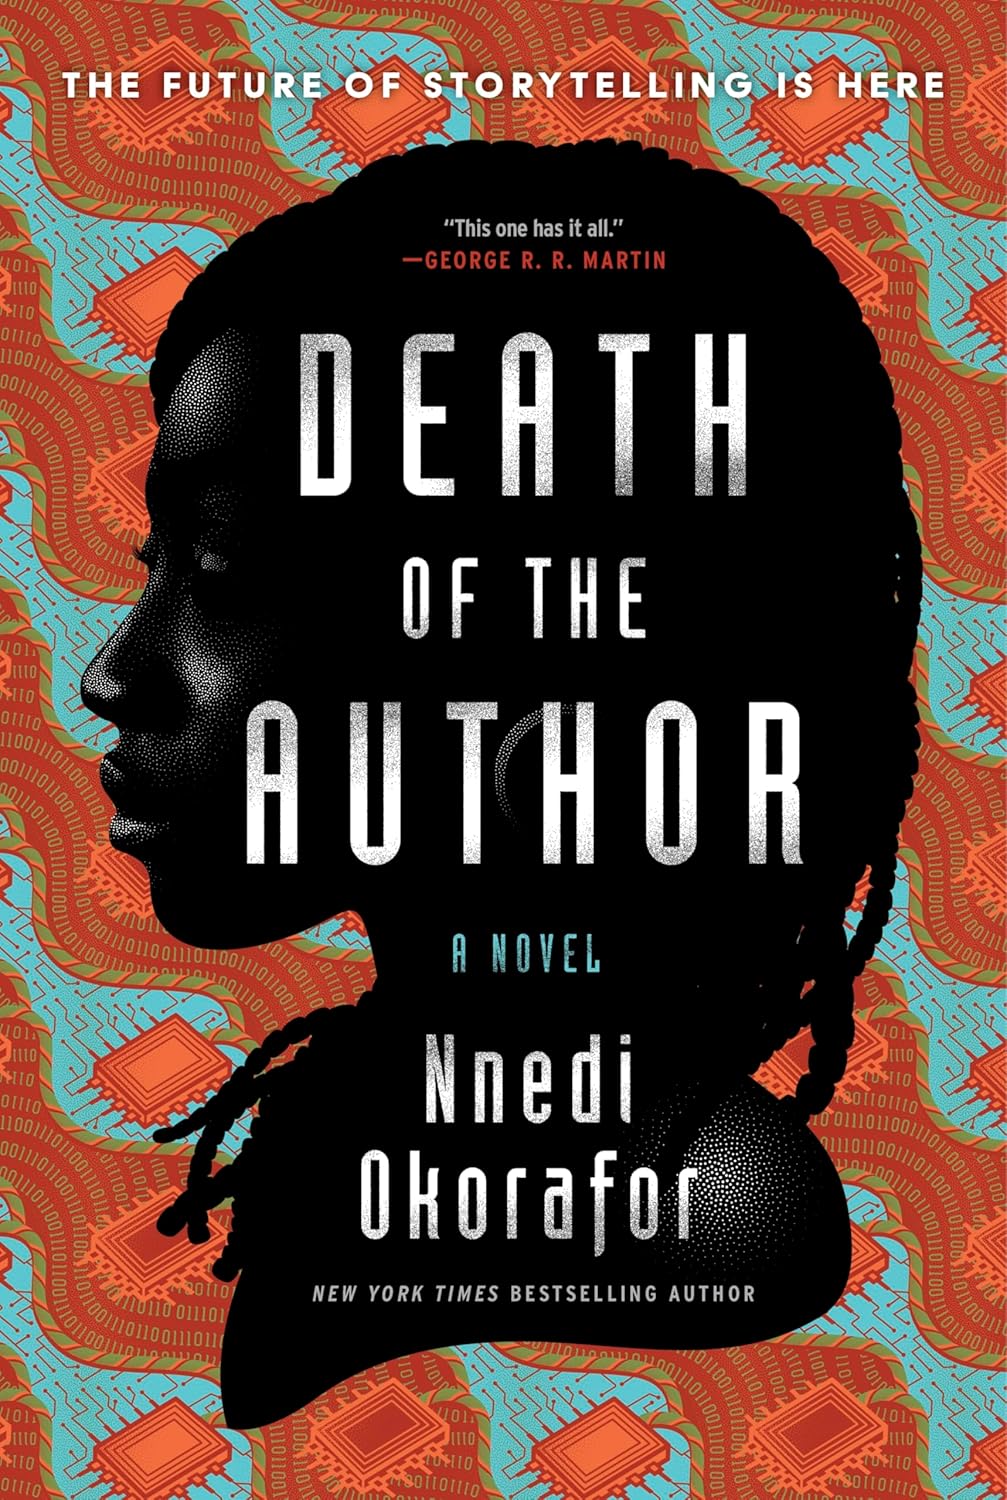 THE FUTURE OF STORYTELLING IS HERE
“This one has it all.”
—GEORGE R. R. MARTIN
DEATH
OF THE
AUTHOR
A NOVEL
Nnedi
Okorafor
NEW YORK TIMES BESTSELLING AUTHOR